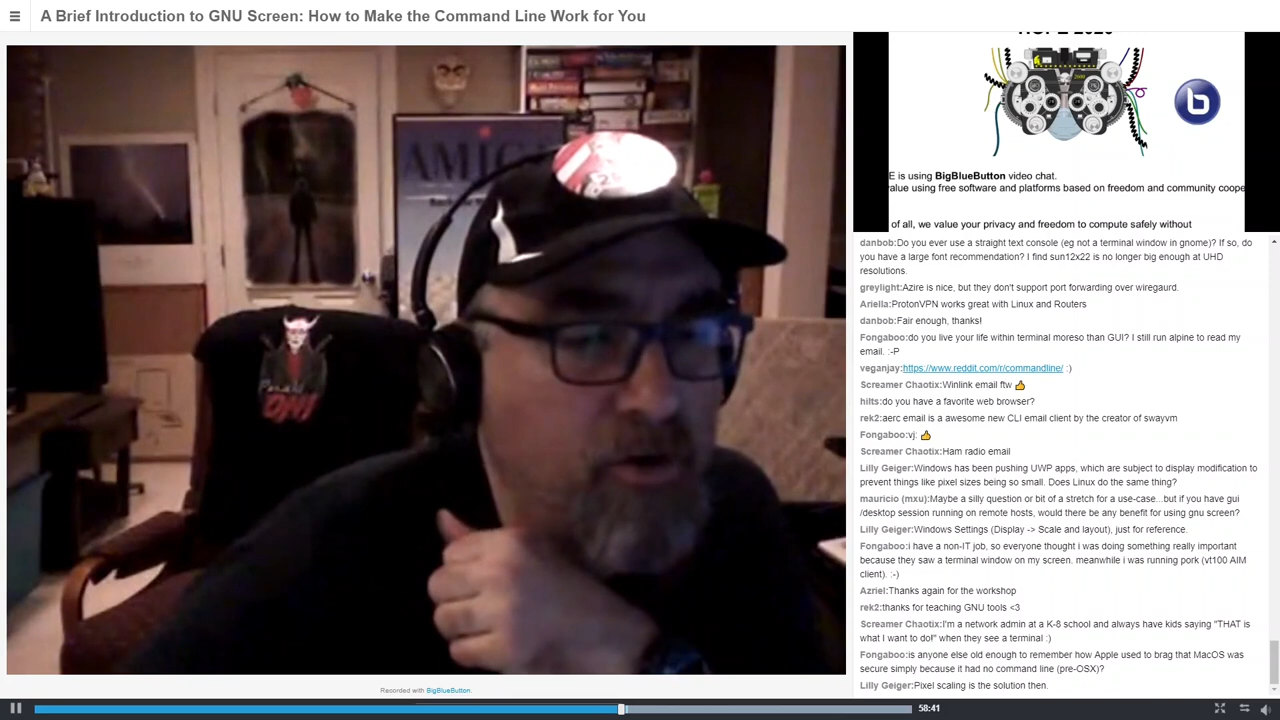 A Brief Introduction to GNU Screen: How to Make the Command Line Work for You
AMIGA
ONI
HOPE 2020
b
E is using BigBlueButton video chat.
alue using free software and platforms based on freedom and community coope
of all, we value your privacy and freedom to compute safely without
danbob:Do you ever use a straight text console (eg not a terminal window in gnome)? If so, do
you have a large font recommendation? I find sun12x22 is no longer big enough at UHD
resolutions.
greylight:Azire is nice, but they don't support port forwarding over wiregaurd.
Ariella:ProtonVPN works great with Linux and Routers
danbob:Fair enough, thanks!
Fongaboo:do you live your life within terminal moreso than GUI? I still run alpine to read my
email. :-P
veganjay:https://www.reddit.com/r/commandline/ :)
Screamer Chaotix:Winlink email ftw 👍
hilts:do you have a favorite web browser?
rek2:aerc email is a awesome new CLI email client by the creator of swayvm
Fongaboo:vj: 👍
Screamer Chaotix:Ham radio email
Lilly Geiger:Windows has been pushing UWP apps, which are subject to display modification to
prevent things like pixel sizes being so small. Does Linux do the same thing?
mauricio (mxu):Maybe a silly question or bit of a stretch for a use-case...but if you have gui
/desktop session running on remote hosts, would there be any benefit for using gnu screen?
Lilly Geiger:Windows Settings (Display -> Scale and layout), just for reference.
Fongaboo:i have a non-IT job, so everyone thought i was doing something really important
because they saw a terminal window on my screen. meanwhile i was running pork (vt100 AIM
client). :-)
Azriel:Thanks again for the workshop
rek2:thanks for teaching GNU tools <3
Screamer Chaotix:I'm a network admin at a K-8 school and always have kids saying "THAT is
what I want to do!" when they see a terminal :)
Fongaboo:is anyone else old enough to remember how Apple used to brag that MacOS was
secure simply because it had no command line (pre-OSX)?
Lilly Geiger:Pixel scaling is the solution then.
Recorded with BigBlueButton.
58:41